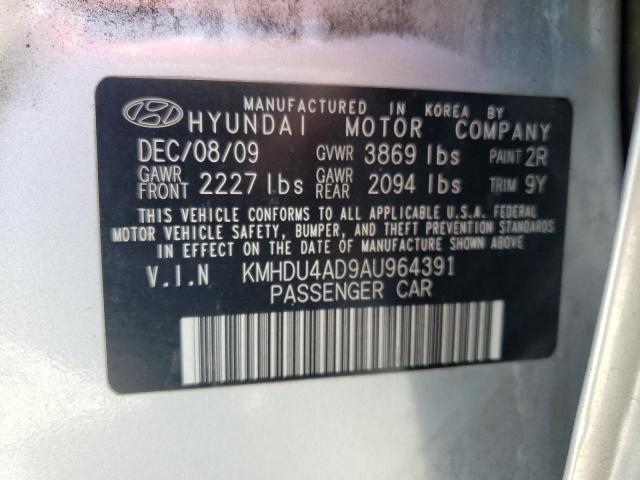 MANUFACTURED IN KOREA BY
HYUNDAI MOTOR COMPANY
DEC/08/09 GVWR 3869 lbs PAINT 2R
GAWR FRONT 2227 lbs GAWR REAR 2094 lbs TRIM 9Y
THIS VEHICLE CONFORMS TO ALL APPLICABLE U.S.A. FEDERAL
MOTOR VEHICLE SAFETY, BUMPER, AND THEFT PREVENTION STANDARDS
IN EFFECT ON THE DATE OF MANUFACTURE SHOWN ABOVE.
V.I.N KMHDU4AD9AU964391
PASSENGER CAR